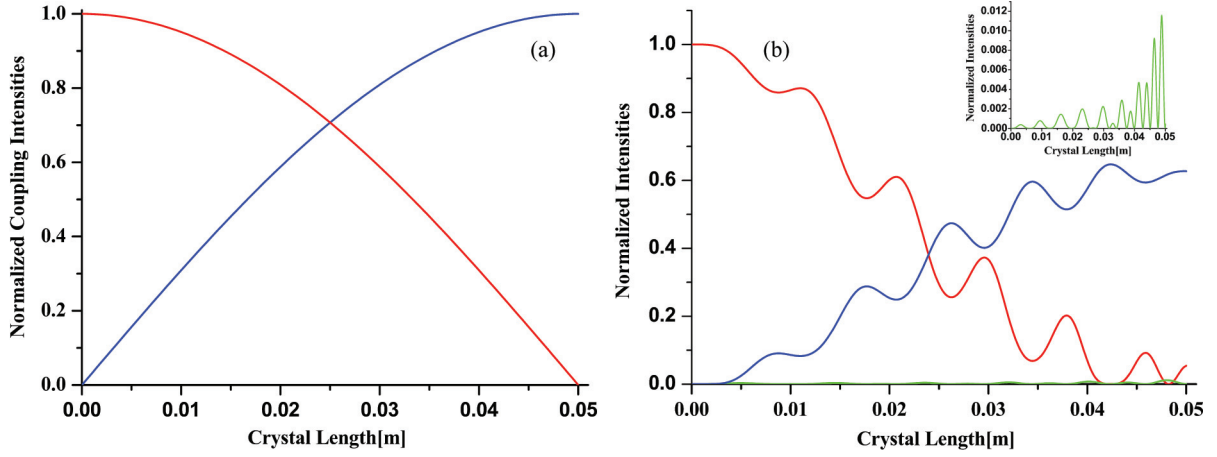 (a)
Normalized Coupling Intensities
1.0
0.8
0.6
0.4
0.2
0.0
0.00 0.01 0.02 0.03 0.04 0.05
Crystal Length[m]
(b)
Normalized Intensities
1.0
0.8
0.6
0.4
0.2
0.0
0.00 0.01 0.02 0.03 0.04 0.05
Crystal Length[m]
Normalized Intensities
0.012
0.010
0.008
0.006
0.004
0.002
0.000
0.00 0.01 0.02 0.03 0.04 0.05
Crystal Length[m]